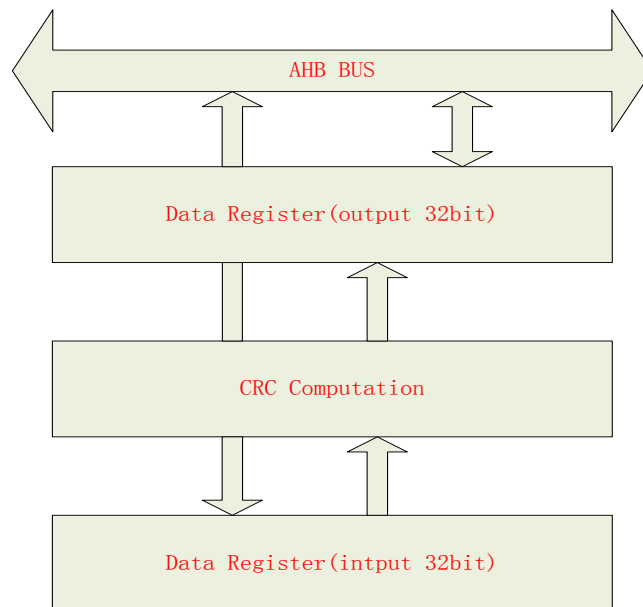 AHB BUS
Data Register(output 32bit)
CRC Computation
Data Register(intput 32bit)